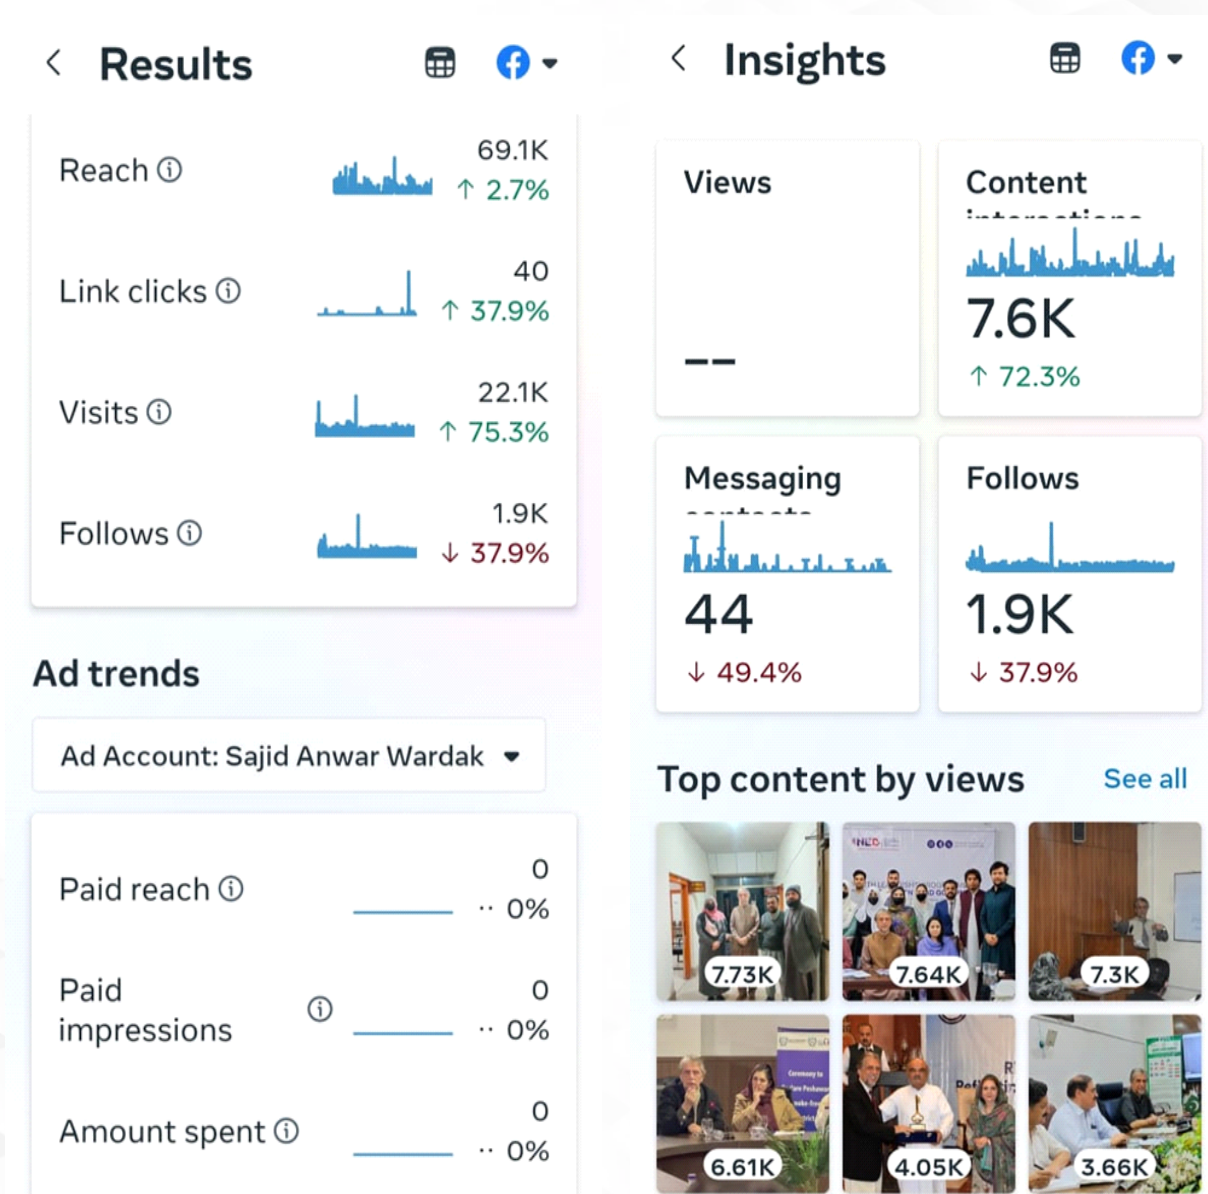 Results
Reach
69.1K
↑ 2.7%
Link clicks
40
↑ 37.9%
Visits
22.1K
↑ 75.3%
Follows
1.9K
↓ 37.9%
Ad trends
Ad Account: Sajid Anwar Wardak
Paid reach
0
0%
Paid
impressions
0
0%
Amount spent
0
0%
Insights
Views
--
Content
7.6K
↑ 72.3%
Messaging
44
↓ 49.4%
Follows
1.9K
↓ 37.9%
Top content by views
See all
7.73K
7.64K
7.3K
Ceremony to
6.61K
4.05K
3.66K